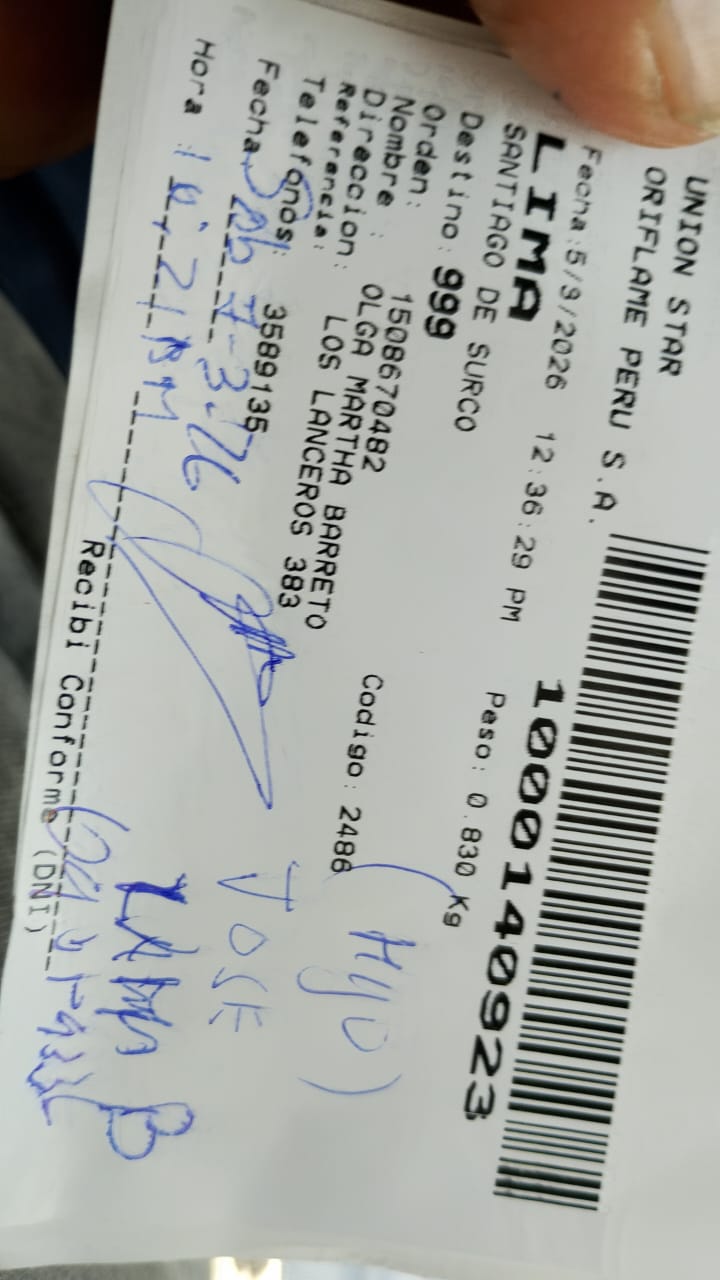 UNION STAR
ORIFLAME PERU S.A.
Fecha:5/9/2026 12:36:29 PM
LIMA 1000140923
SANTIAGO DE SURCO Peso: 0.830 Kg
Destino: 999
Orden: 1508670482 Codigo: 2486
Nombre : OLGA MARTHA BARRETO
Direccion: LOS LANCEROS 383
Referencia:
Telefonos: 3589135
(Hijo)
JOSE
Fecha
Hora
Recibi Conforme (DNI)